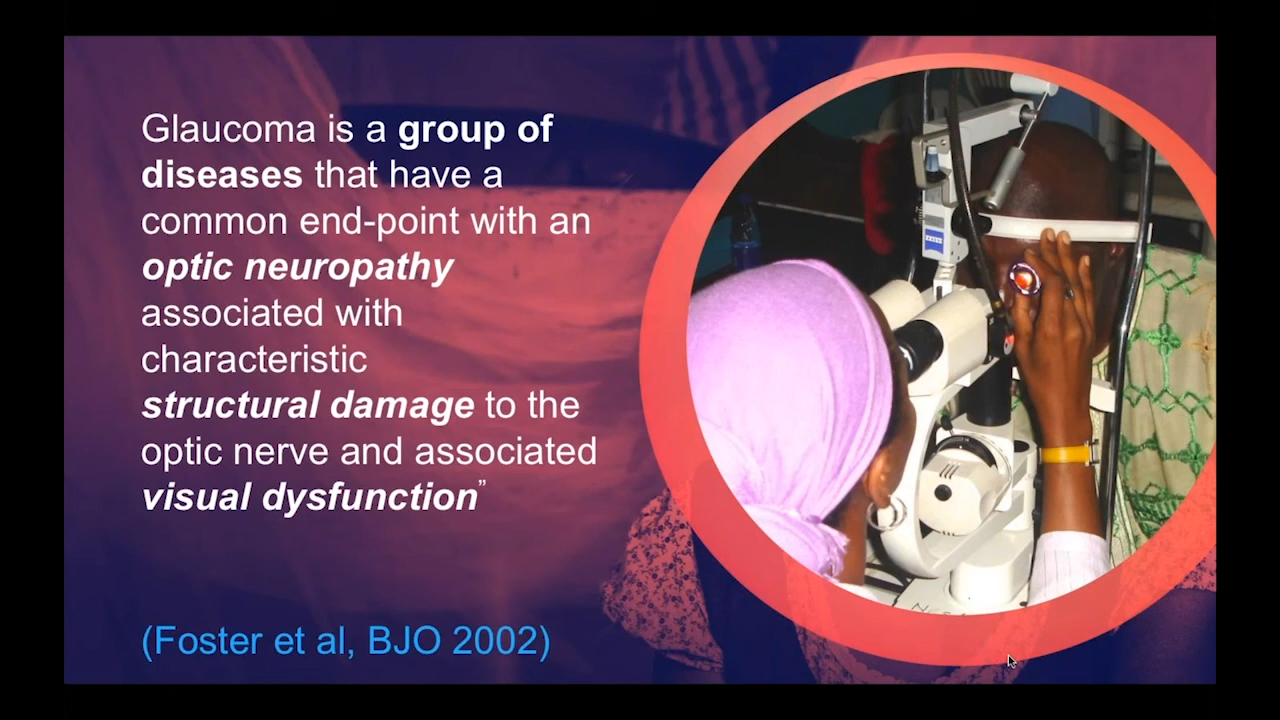 Glaucoma is a group of
diseases that have a
common end-point with an
optic neuropathy
associated with
characteristic
structural damage to the
optic nerve and associated
visual dysfunction”
(Foster et al, BJO 2002)